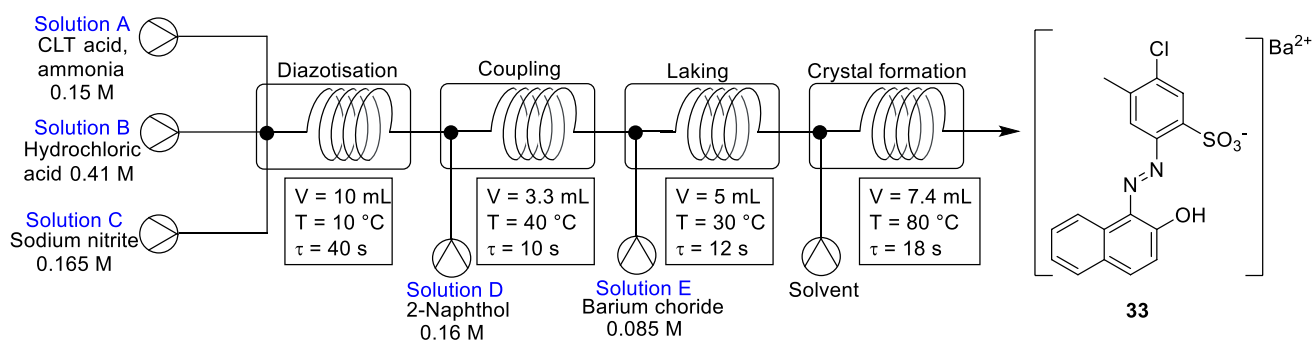 Solution A
CLT acid,
ammonia
0.15 M
Solution B
Hydrochloric
acid 0.41 M
Solution C
Sodium nitrite
0.165 M
Diazotisation
V = 10 mL
T = 10 °C
τ = 40 s
Coupling
V = 3.3 mL
T = 40 °C
τ = 10 s
Solution D
2-Naphthol
0.16 M
Laking
V = 5 mL
T = 30 °C
τ = 12 s
Solution E
Barium choride
0.085 M
Crystal formation
V = 7.4 mL
T = 80 °C
τ = 18 s
Solvent
Cl
Ba2+
SO3-
N
N
OH
33